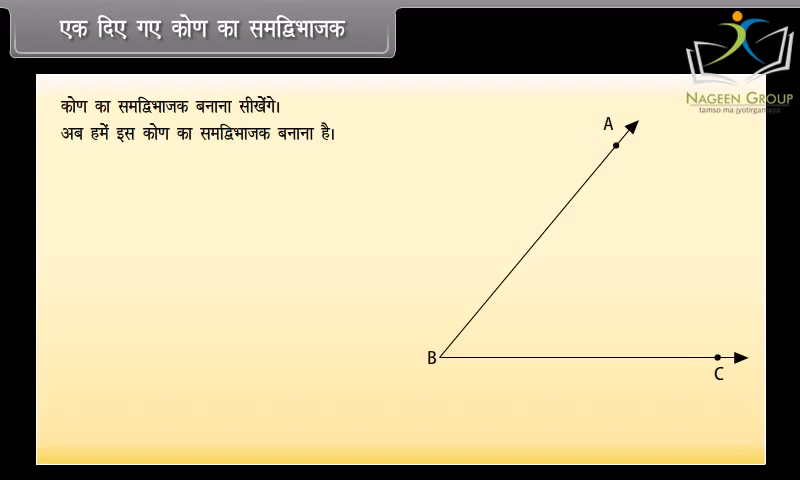 एक दिए गए कोण का समद्विभाजक
NAGEEN GROUP
tamso ma jyotirgamaya
कोण का समद्विभाजक बनाना सीखेंगे।
अब हमें इस कोण का समद्विभाजक बनाना है।
A
B
C